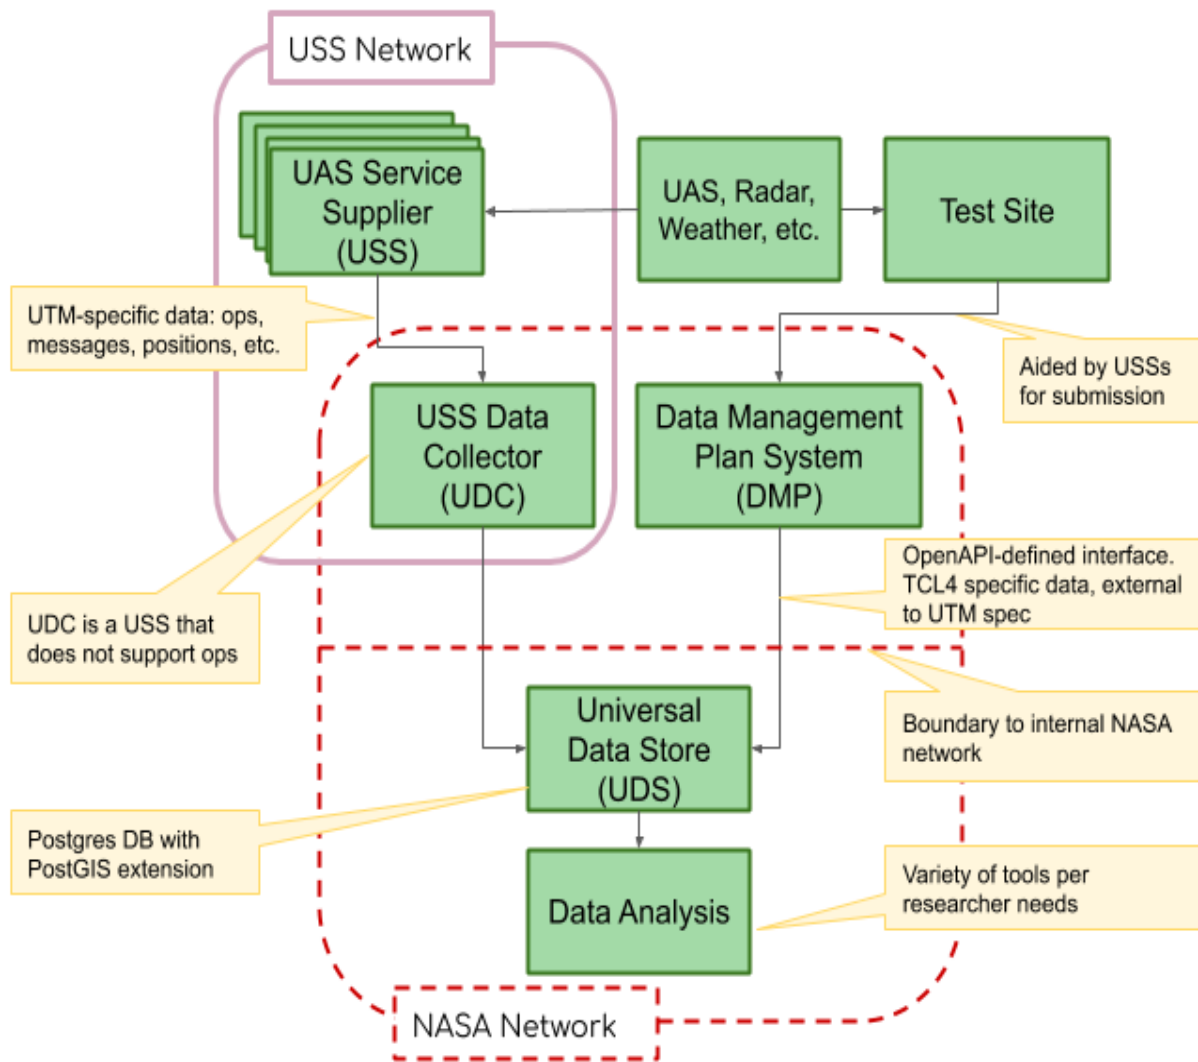 USS Network
UAS Service
Supplier
(USS)
UAS, Radar,
Weather, etc.
Test Site
UTM-specific data: ops,
messages, positions, etc.
Aided by USSs
for submission
USS Data
Collector
(UDC)
Data Management
Plan System
(DMP)
OpenAPI-defined interface.
TCL4 specific data, external
to UTM spec
UDC is a USS that
does not support ops
Universal
Data Store
(UDS)
Boundary to internal NASA
network
Postgres DB with
PostGIS extension
Data Analysis
Variety of tools per
researcher needs
NASA Network